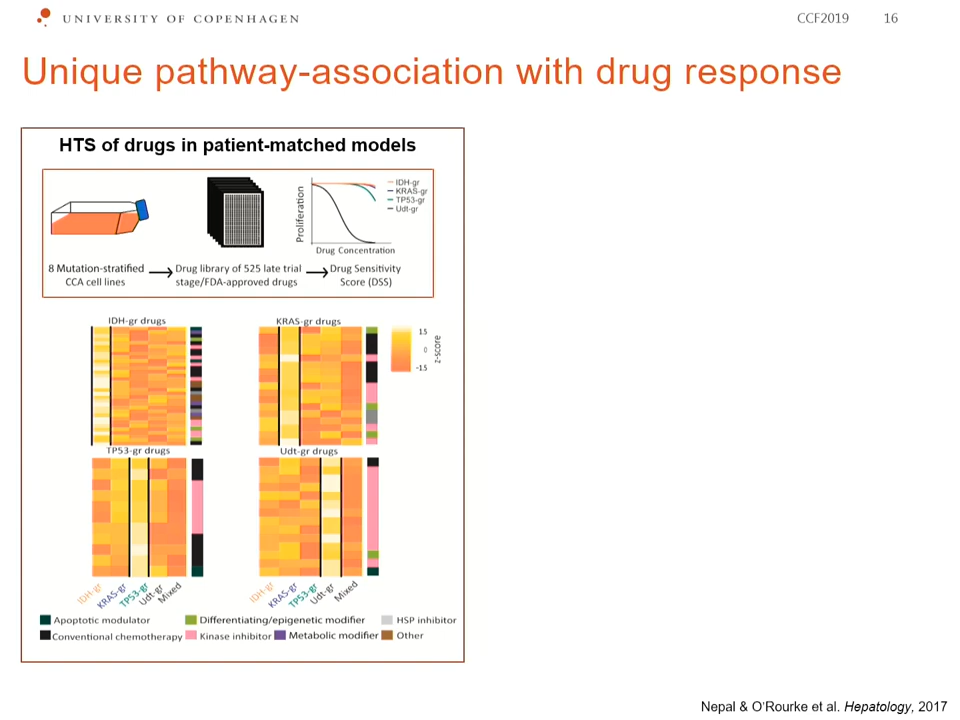 UNIVERSITY OF COPENHAGEN
CCF2019 16
Unique pathway-association with drug response
HTS of drugs in patient-matched models
Proliferation
IDH-gr
KRAS-gr
TP53-gr
Udt-gr
Drug Concentration
8 Mutation-stratified
CCA cell lines
Drug library of 525 late trial
stage/FDA-approved drugs
Drug Sensitivity
Score (DSS)
IDH-gr drugs
KRAS-gr drugs
1.5
0
-1.5
z-score
TP53-gr drugs
Udt-gr drugs
IDH-gr
KRAS-gr
TP53-gr
Udt-gr
Mixed
IDH-gr
KRAS-gr
TP53-gr
Udt-gr
Mixed
Apoptotic modulator
Differentiating/epigenetic modifier
HSP inhibitor
Conventional chemotherapy
Kinase inhibitor
Metabolic modifier
Other
Nepal & O'Rourke et al. Hepatology, 2017